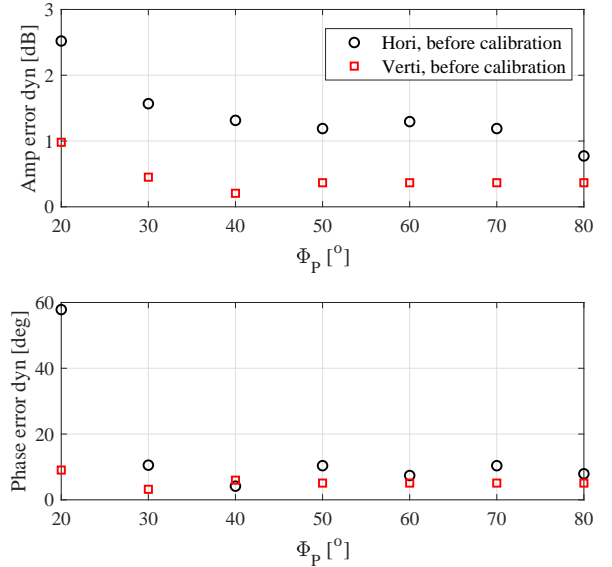 Amp error dyn [dB]
3
2
1
0
Hori, before calibration
Verti, before calibration
20 30 40 50 60 70 80
Φ_P [°]
Phase error dyn [deg]
60
40
20
0
20 30 40 50 60 70 80
Φ_P [°]